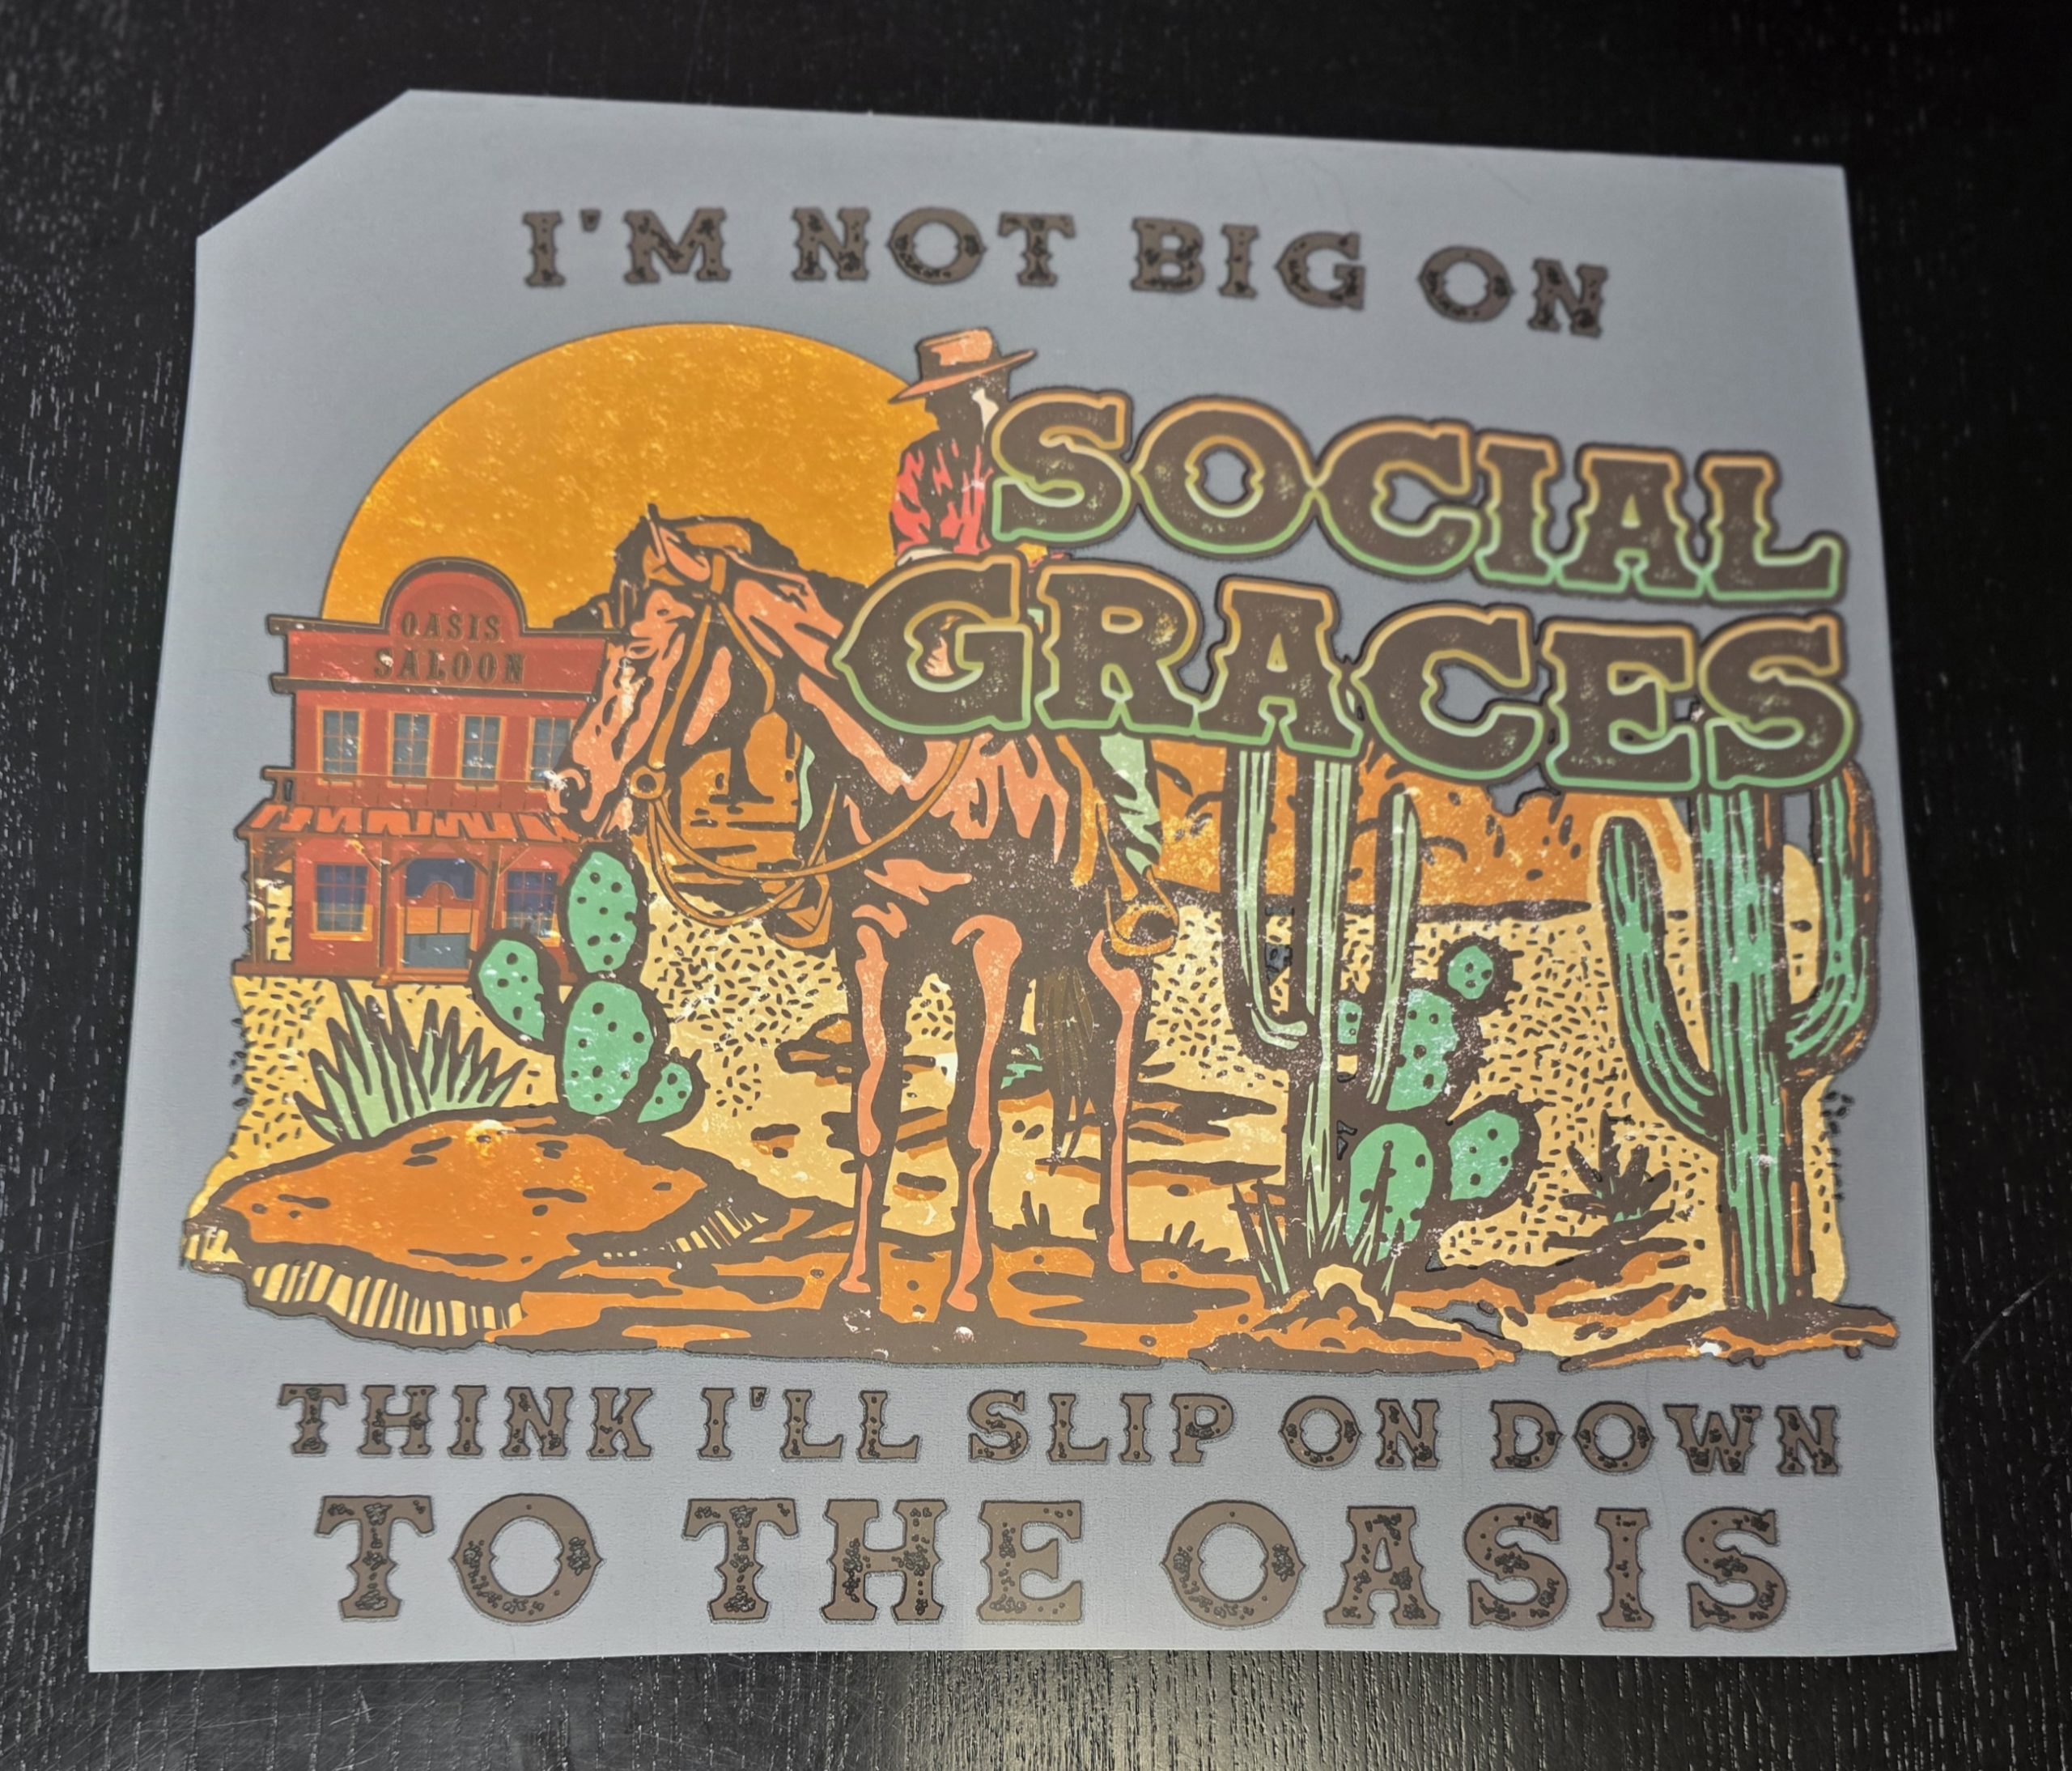 I'M NOT BIG ON
SOCIAL
GRACES
OASIS
SALOON
THINK I'LL SLIP ON DOWN
TO THE OASIS